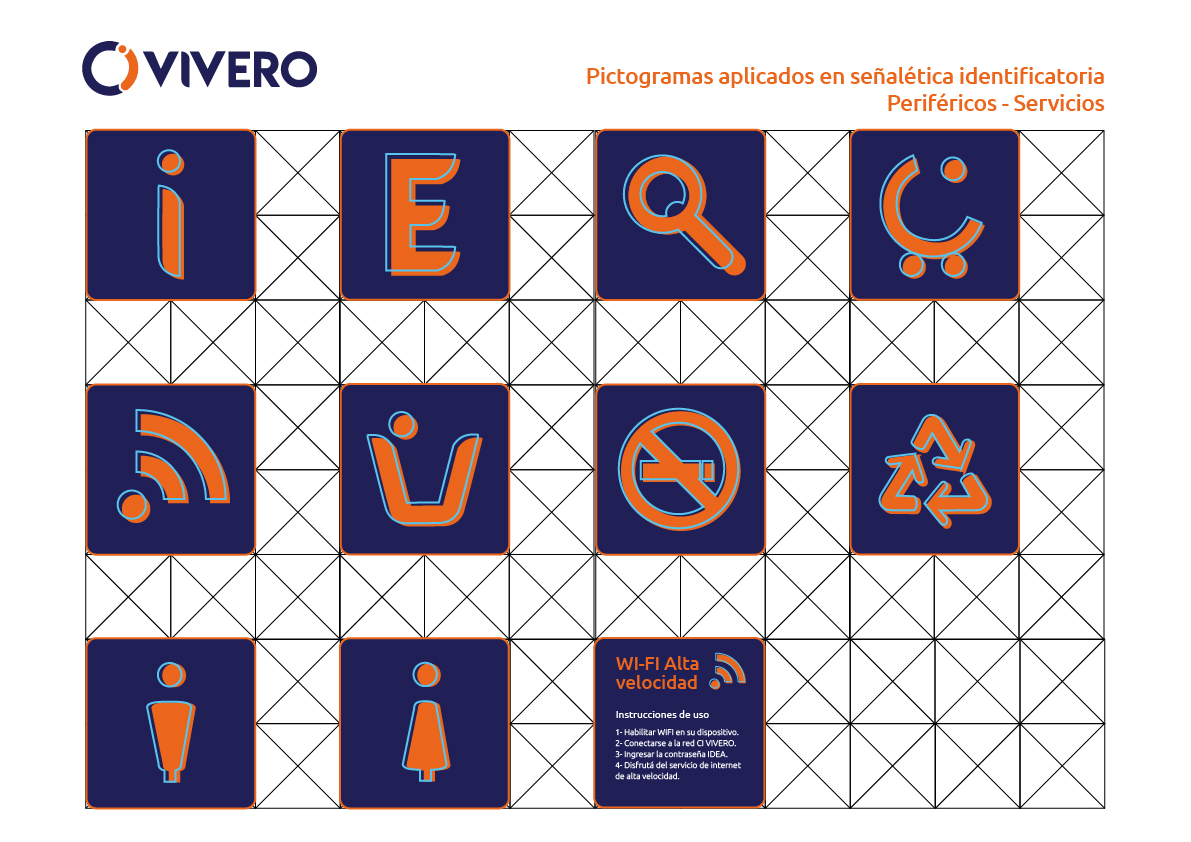 VIVERO
Pictogramas aplicados en señalética identificatoria
Periféricos - Servicios
i
E
WI-FI Alta
velocidad
Instrucciones de uso
1- Habilitar WIFI en su dispositivo.
2- Conectarse a la red CI VIVERO.
3- Ingresar la contraseña IDEA.
4- Disfrutá del servicio de internet
de alta velocidad.